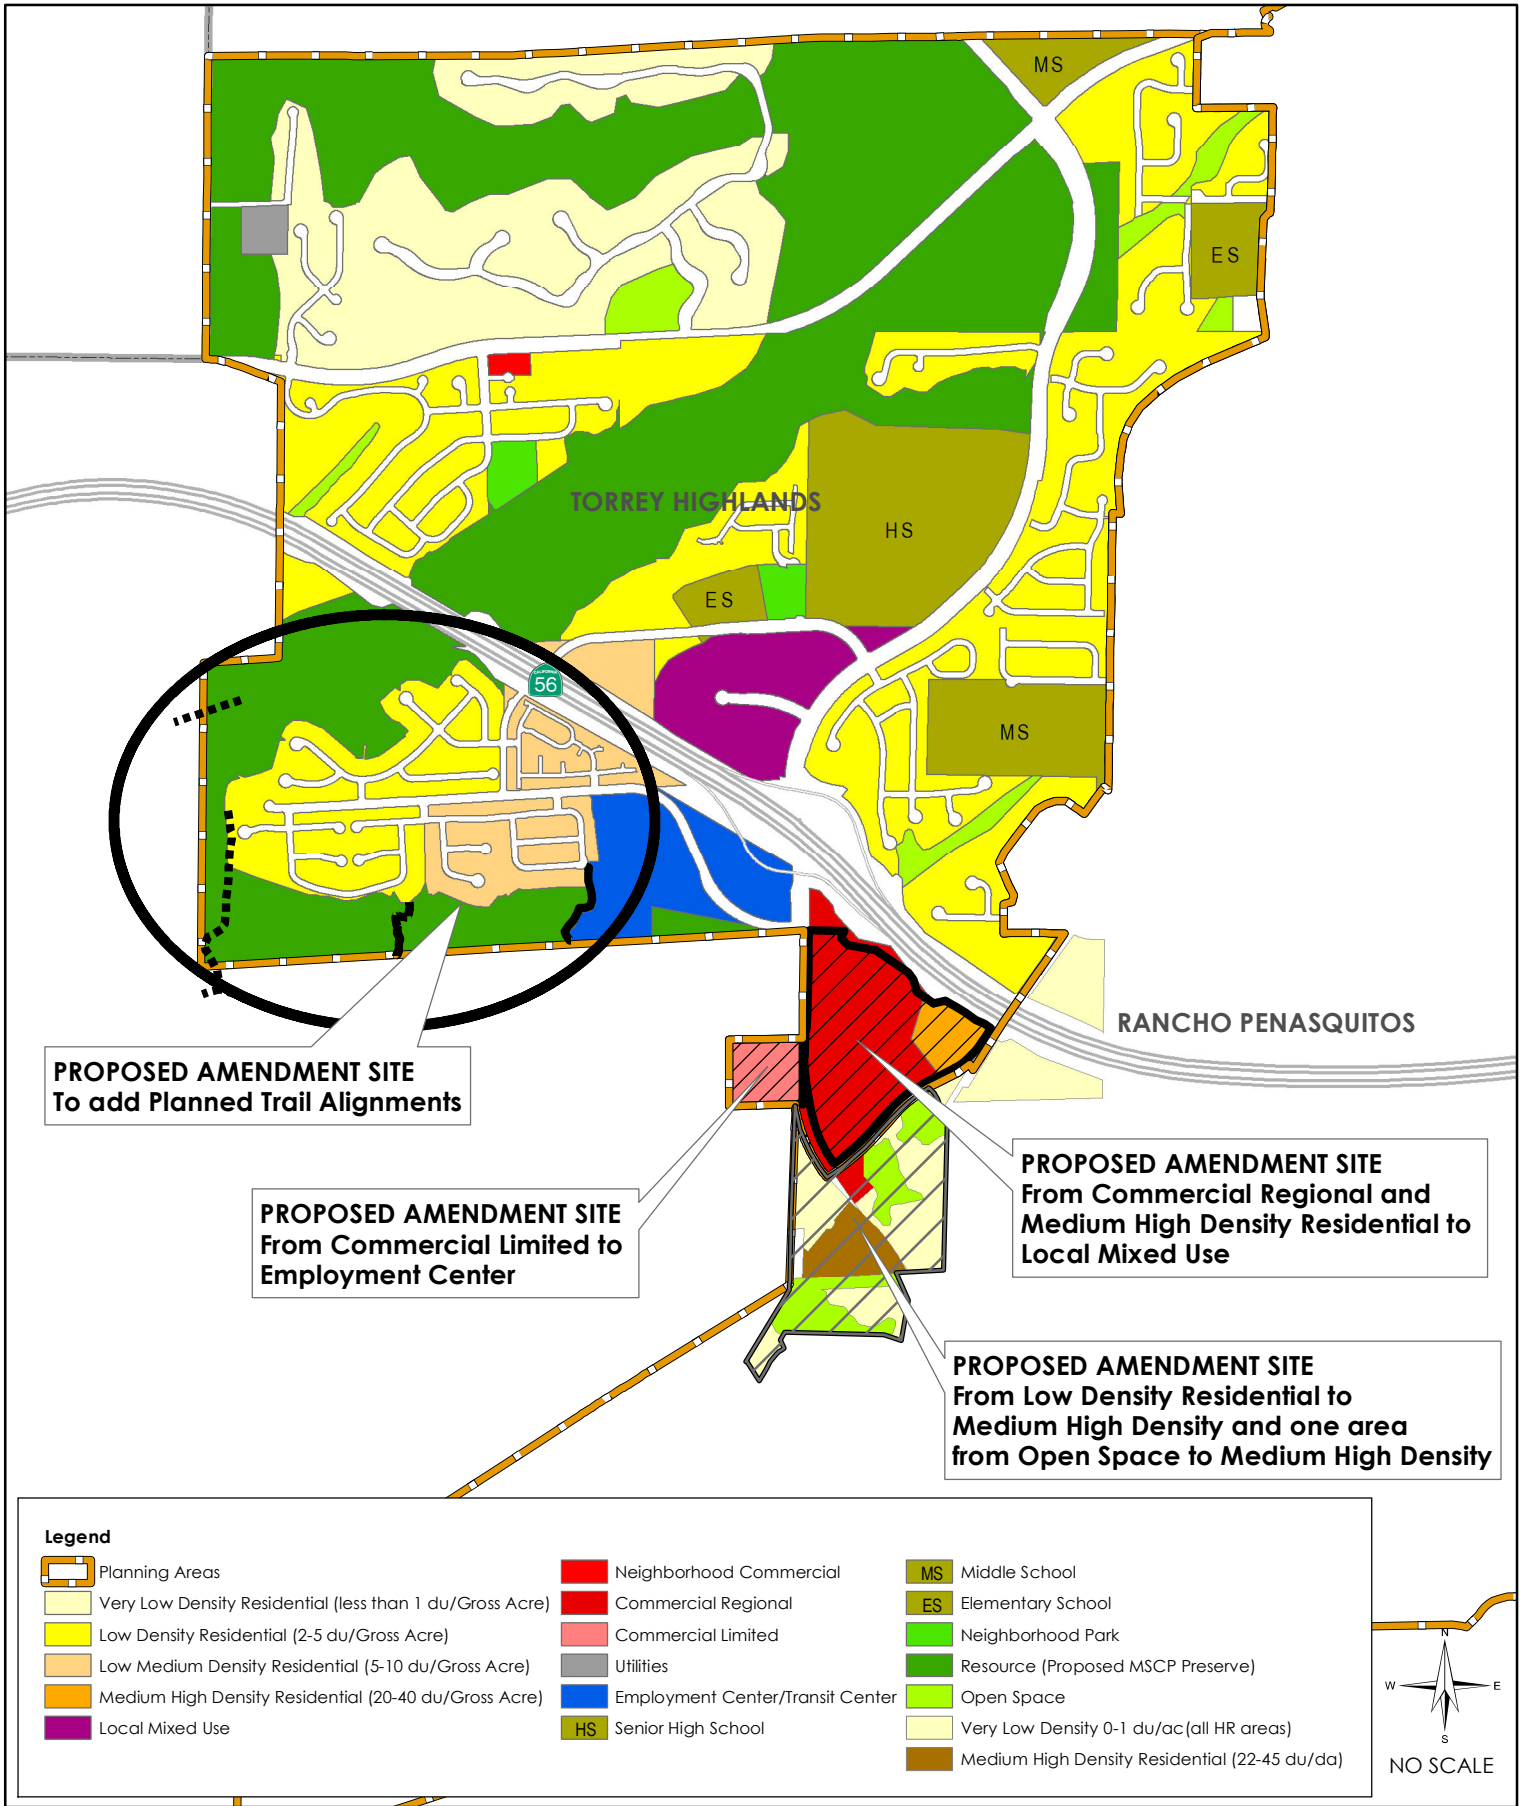 MS
ES
TORREY HIGHLANDS
HS
ES
CALIFORNIA
56
MS
RANCHO PENASQUITOS
PROPOSED AMENDMENT SITE
To add Planned Trail Alignments
PROPOSED AMENDMENT SITE
From Commercial Regional and
Medium High Density Residential to
Local Mixed Use
PROPOSED AMENDMENT SITE
From Commercial Limited to
Employment Center
PROPOSED AMENDMENT SITE
From Low Density Residential to
Medium High Density and one area
from Open Space to Medium High Density
Legend
Planning Areas
Very Low Density Residential (less than 1 du/Gross Acre)
Low Density Residential (2-5 du/Gross Acre)
Low Medium Density Residential (5-10 du/Gross Acre)
Medium High Density Residential (20-40 du/Gross Acre)
Local Mixed Use
Neighborhood Commercial
Commercial Regional
Commercial Limited
Utilities
Employment Center/Transit Center
HS Senior High School
MS Middle School
ES Elementary School
Neighborhood Park
Resource (Proposed MSCP Preserve)
Open Space
Very Low Density 0-1 du/ac(all HR areas)
Medium High Density Residential (22-45 du/da)
N
W E
S
NO SCALE